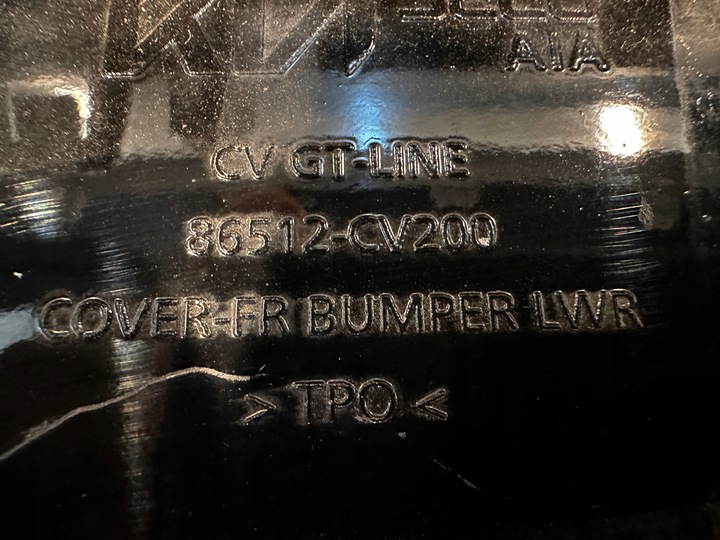 AIA
CV GT-LINE
86512-CV200
COVER-FR BUMPER LWR
> TPO <